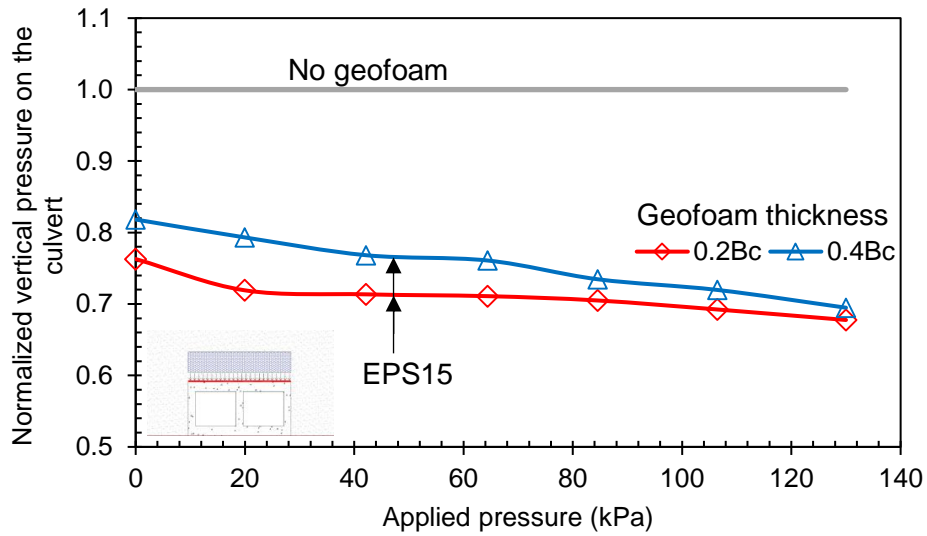 Normalized vertical pressure on the
culvert
1.1
1.0
0.9
0.8
0.7
0.6
0.5
No geofoam
Geofoam thickness
0.2Bc 0.4Bc
EPS15
0 20 40 60 80 100 120 140
Applied pressure (kPa)